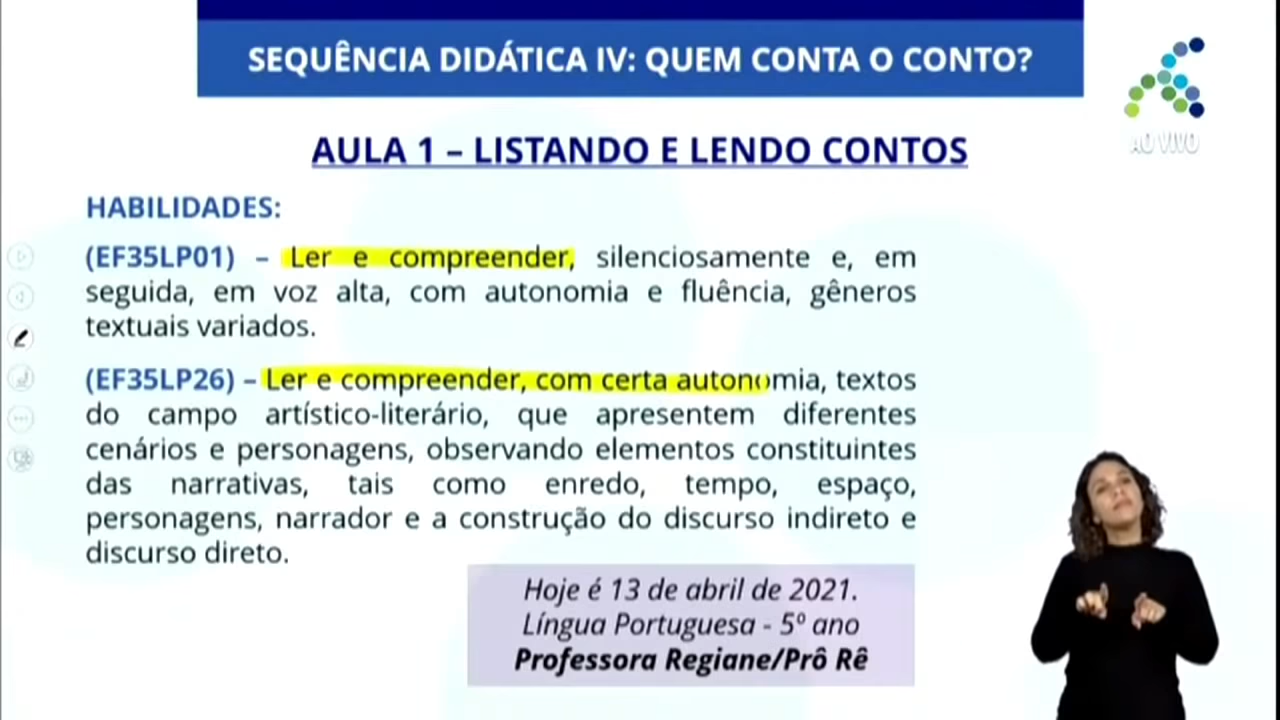 SEQUÊNCIA DIDÁTICA IV: QUEM CONTA O CONTO?
AO VIVO
AULA 1 – LISTANDO E LENDO CONTOS
HABILIDADES:
(EF35LP01) – Ler e compreender, silenciosamente e, em
seguida, em voz alta, com autonomia e fluência, gêneros
textuais variados.
(EF35LP26) – Ler e compreender, com certa autonomia, textos
do campo artístico-literário, que apresentem diferentes
cenários e personagens, observando elementos constituintes
das narrativas, tais como enredo, tempo, espaço,
personagens, narrador e a construção do discurso indireto e
discurso direto.
Hoje é 13 de abril de 2021.
Língua Portuguesa - 5º ano
Professora Regiane/Prô Rê